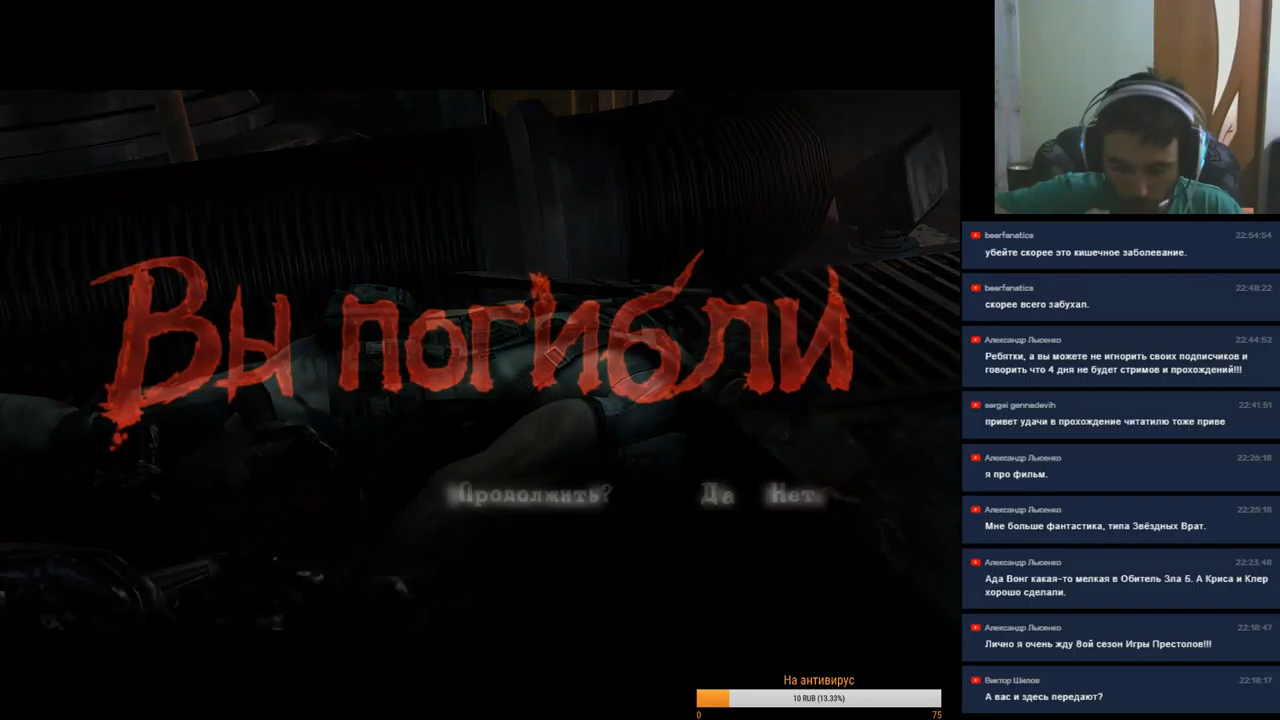 Вы погибли
Продолжить? Да Нет
На антивирус
10 RUB (13.33%)
0 75
beerfanatics 22:54:54
убейте скорее это кишечное заболевание.
beerfanatics 22:48:22
скорее всего забухал.
Александр Лысенко 22:44:52
Ребятки, а вы можете не игнорить своих подписчиков и
говорить что 4 дня не будет стримов и прохождений!!!
sergei gennadevih 22:41:51
привет удачи в прохождение читатилю тоже приве
Александр Лысенко 22:26:18
я про фильм.
Александр Лысенко 22:25:18
Мне больше фантастика, типа Звёздных Врат.
Александр Лысенко 22:23:48
Ада Вонг какая-то мелкая в Обитель Зла 5. А Криса и Клер
хорошо сделали.
Александр Лысенко 22:18:47
Лично я очень жду 8ой сезон Игры Престолов!!!
Виктор Шилов 22:18:17
А вас и здесь передают?